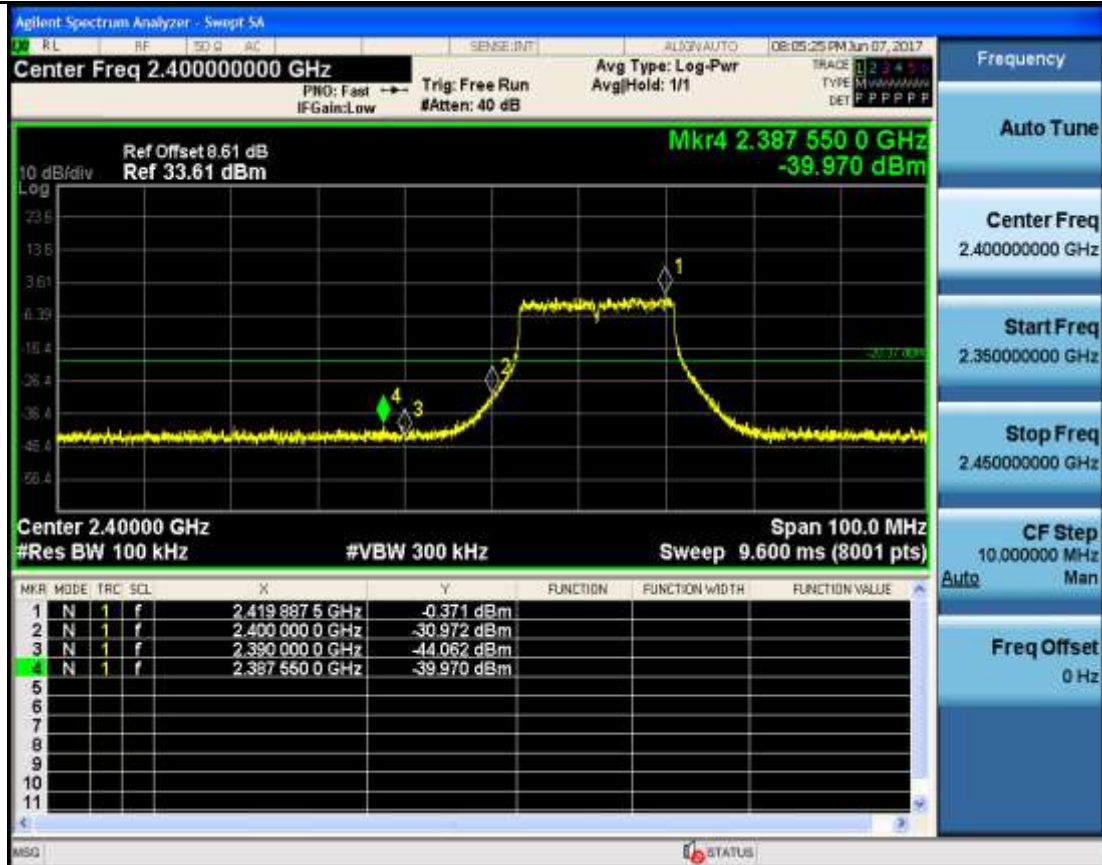 Agilent Spectrum Analyzer - Swept SA
RL RF 50 Ω AC SENSE:INT ALIGN AUTO 08:05:25 PM Jun 07, 2017
Center Freq 2.400000000 GHz
PNO: Fast
IFGain:Low
Trig: Free Run
#Atten: 40 dB
Avg Type: Log-Pwr
Avg|Hold: 1/1
TRACE 1 2 3 4 5 6
TYPE M
DET P P P P P P
Mkr4 2.387 550 0 GHz
-39.970 dBm
Ref Offset 8.61 dB
10 dB/div Ref 33.61 dBm
Log
23.6
13.6
3.61
-6.39
-16.4
-26.4
-36.4
-46.4
-56.4
1
2
3
4
-20.37 dBm
Center 2.40000 GHz Span 100.0 MHz
#Res BW 100 kHz #VBW 300 kHz Sweep 9.600 ms (8001 pts)
MKR MODE TRC SCL X Y FUNCTION FUNCTION WIDTH FUNCTION VALUE
1 N 1 f 2.419 887 5 GHz -0.371 dBm
2 N 1 f 2.400 000 0 GHz -30.972 dBm
3 N 1 f 2.390 000 0 GHz -44.062 dBm
4 N 1 f 2.387 550 0 GHz -39.970 dBm
5
6
7
8
9
10
11
MSG STATUS
Frequency
Auto Tune
Center Freq
2.400000000 GHz
Start Freq
2.350000000 GHz
Stop Freq
2.450000000 GHz
CF Step
10.000000 MHz
Auto Man
Freq Offset
0 Hz